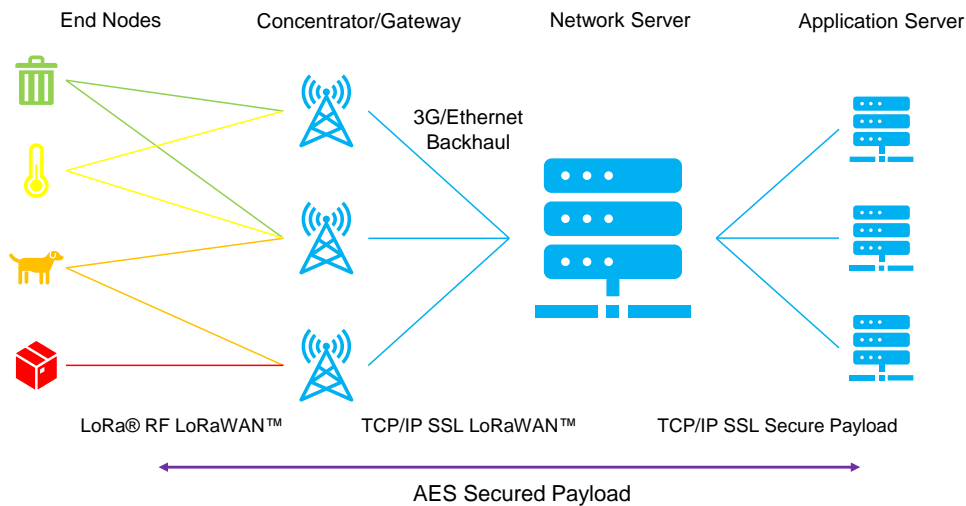 End Nodes
Concentrator/Gateway
Network Server
Application Server
3G/Ethernet
Backhaul
LoRa® RF LoRaWAN™
TCP/IP SSL LoRaWAN™
TCP/IP SSL Secure Payload
AES Secured Payload